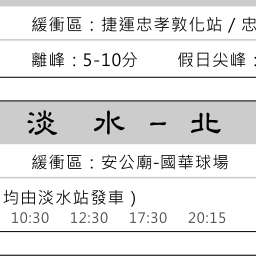 緩衝區：捷運忠孝敦化站 / 忠
離峰：5-10分　　假日尖峰：
淡 水 – 北
緩衝區：安公廟-國華球場
均由淡水站發車 )
10:30　12:30　17:30　20:15